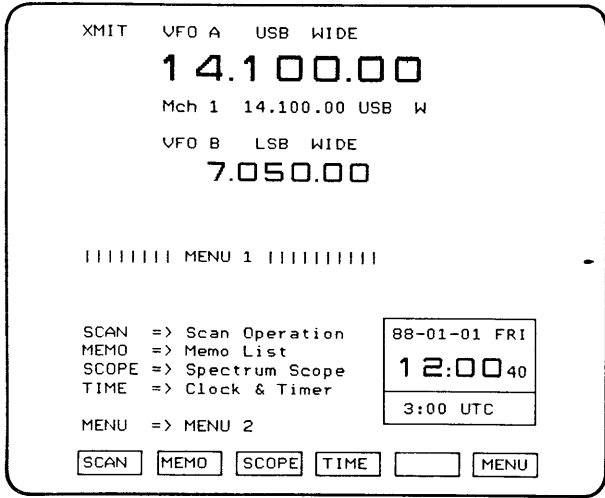 XMIT VFO A USB WIDE
14.100.00
Mch 1 14.100.00 USB W
VFO B LSB WIDE
7.050.00
|||||||| MENU 1 ||||||||||
SCAN => Scan Operation
MEMO => Memo List
SCOPE => Spectrum Scope
TIME => Clock & Timer
MENU => MENU 2
88-01-01 FRI
12:00 40
3:00 UTC
SCAN MEMO SCOPE TIME MENU